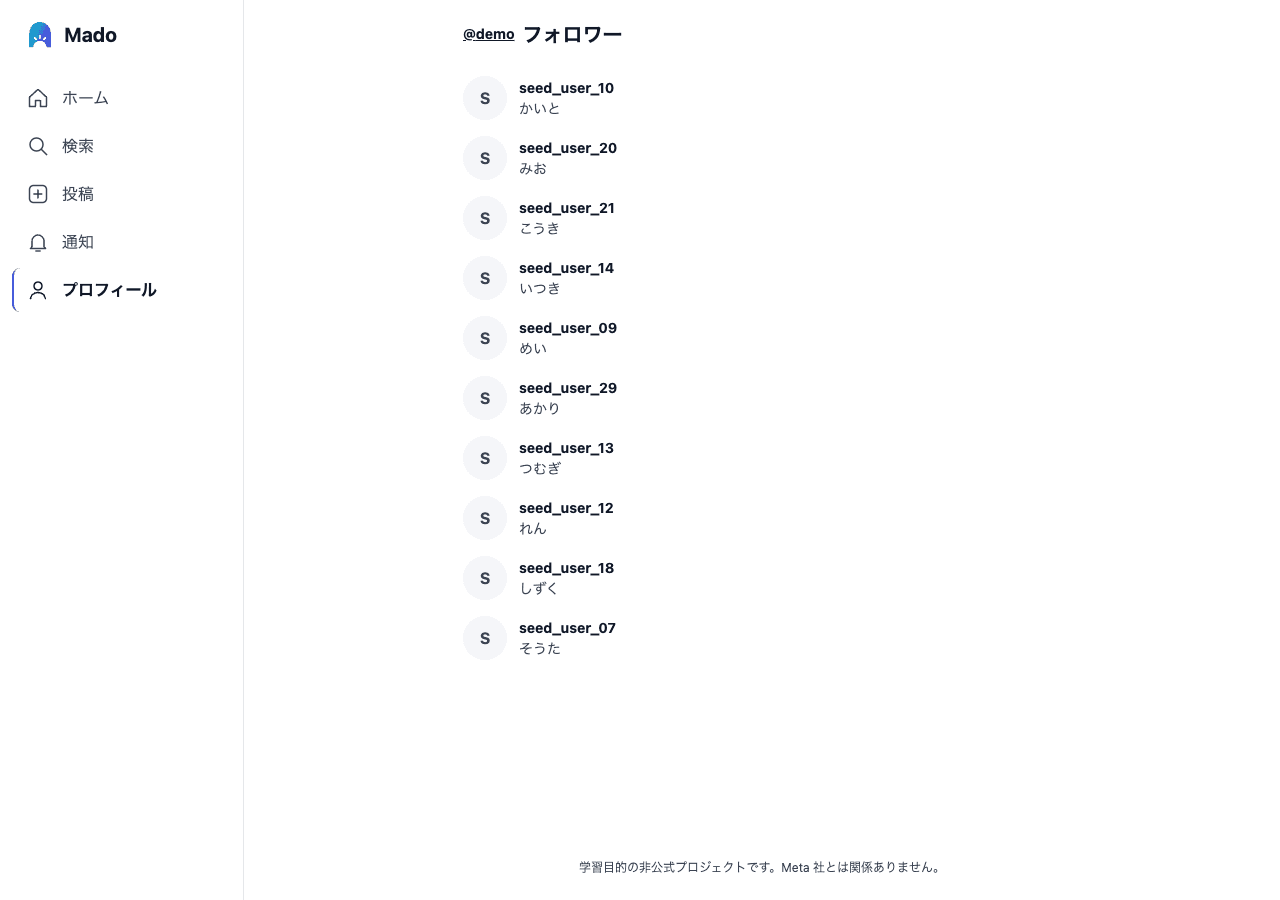 Mado
ホーム
検索
投稿
通知
プロフィール
@demo フォロワー
S
seed_user_10
かいと
S
seed_user_20
みお
S
seed_user_21
こうき
S
seed_user_14
いつき
S
seed_user_09
めい
S
seed_user_29
あかり
S
seed_user_13
つむぎ
S
seed_user_12
れん
S
seed_user_18
しずく
S
seed_user_07
そうた
学習目的の非公式プロジェクトです。Meta 社とは関係ありません。